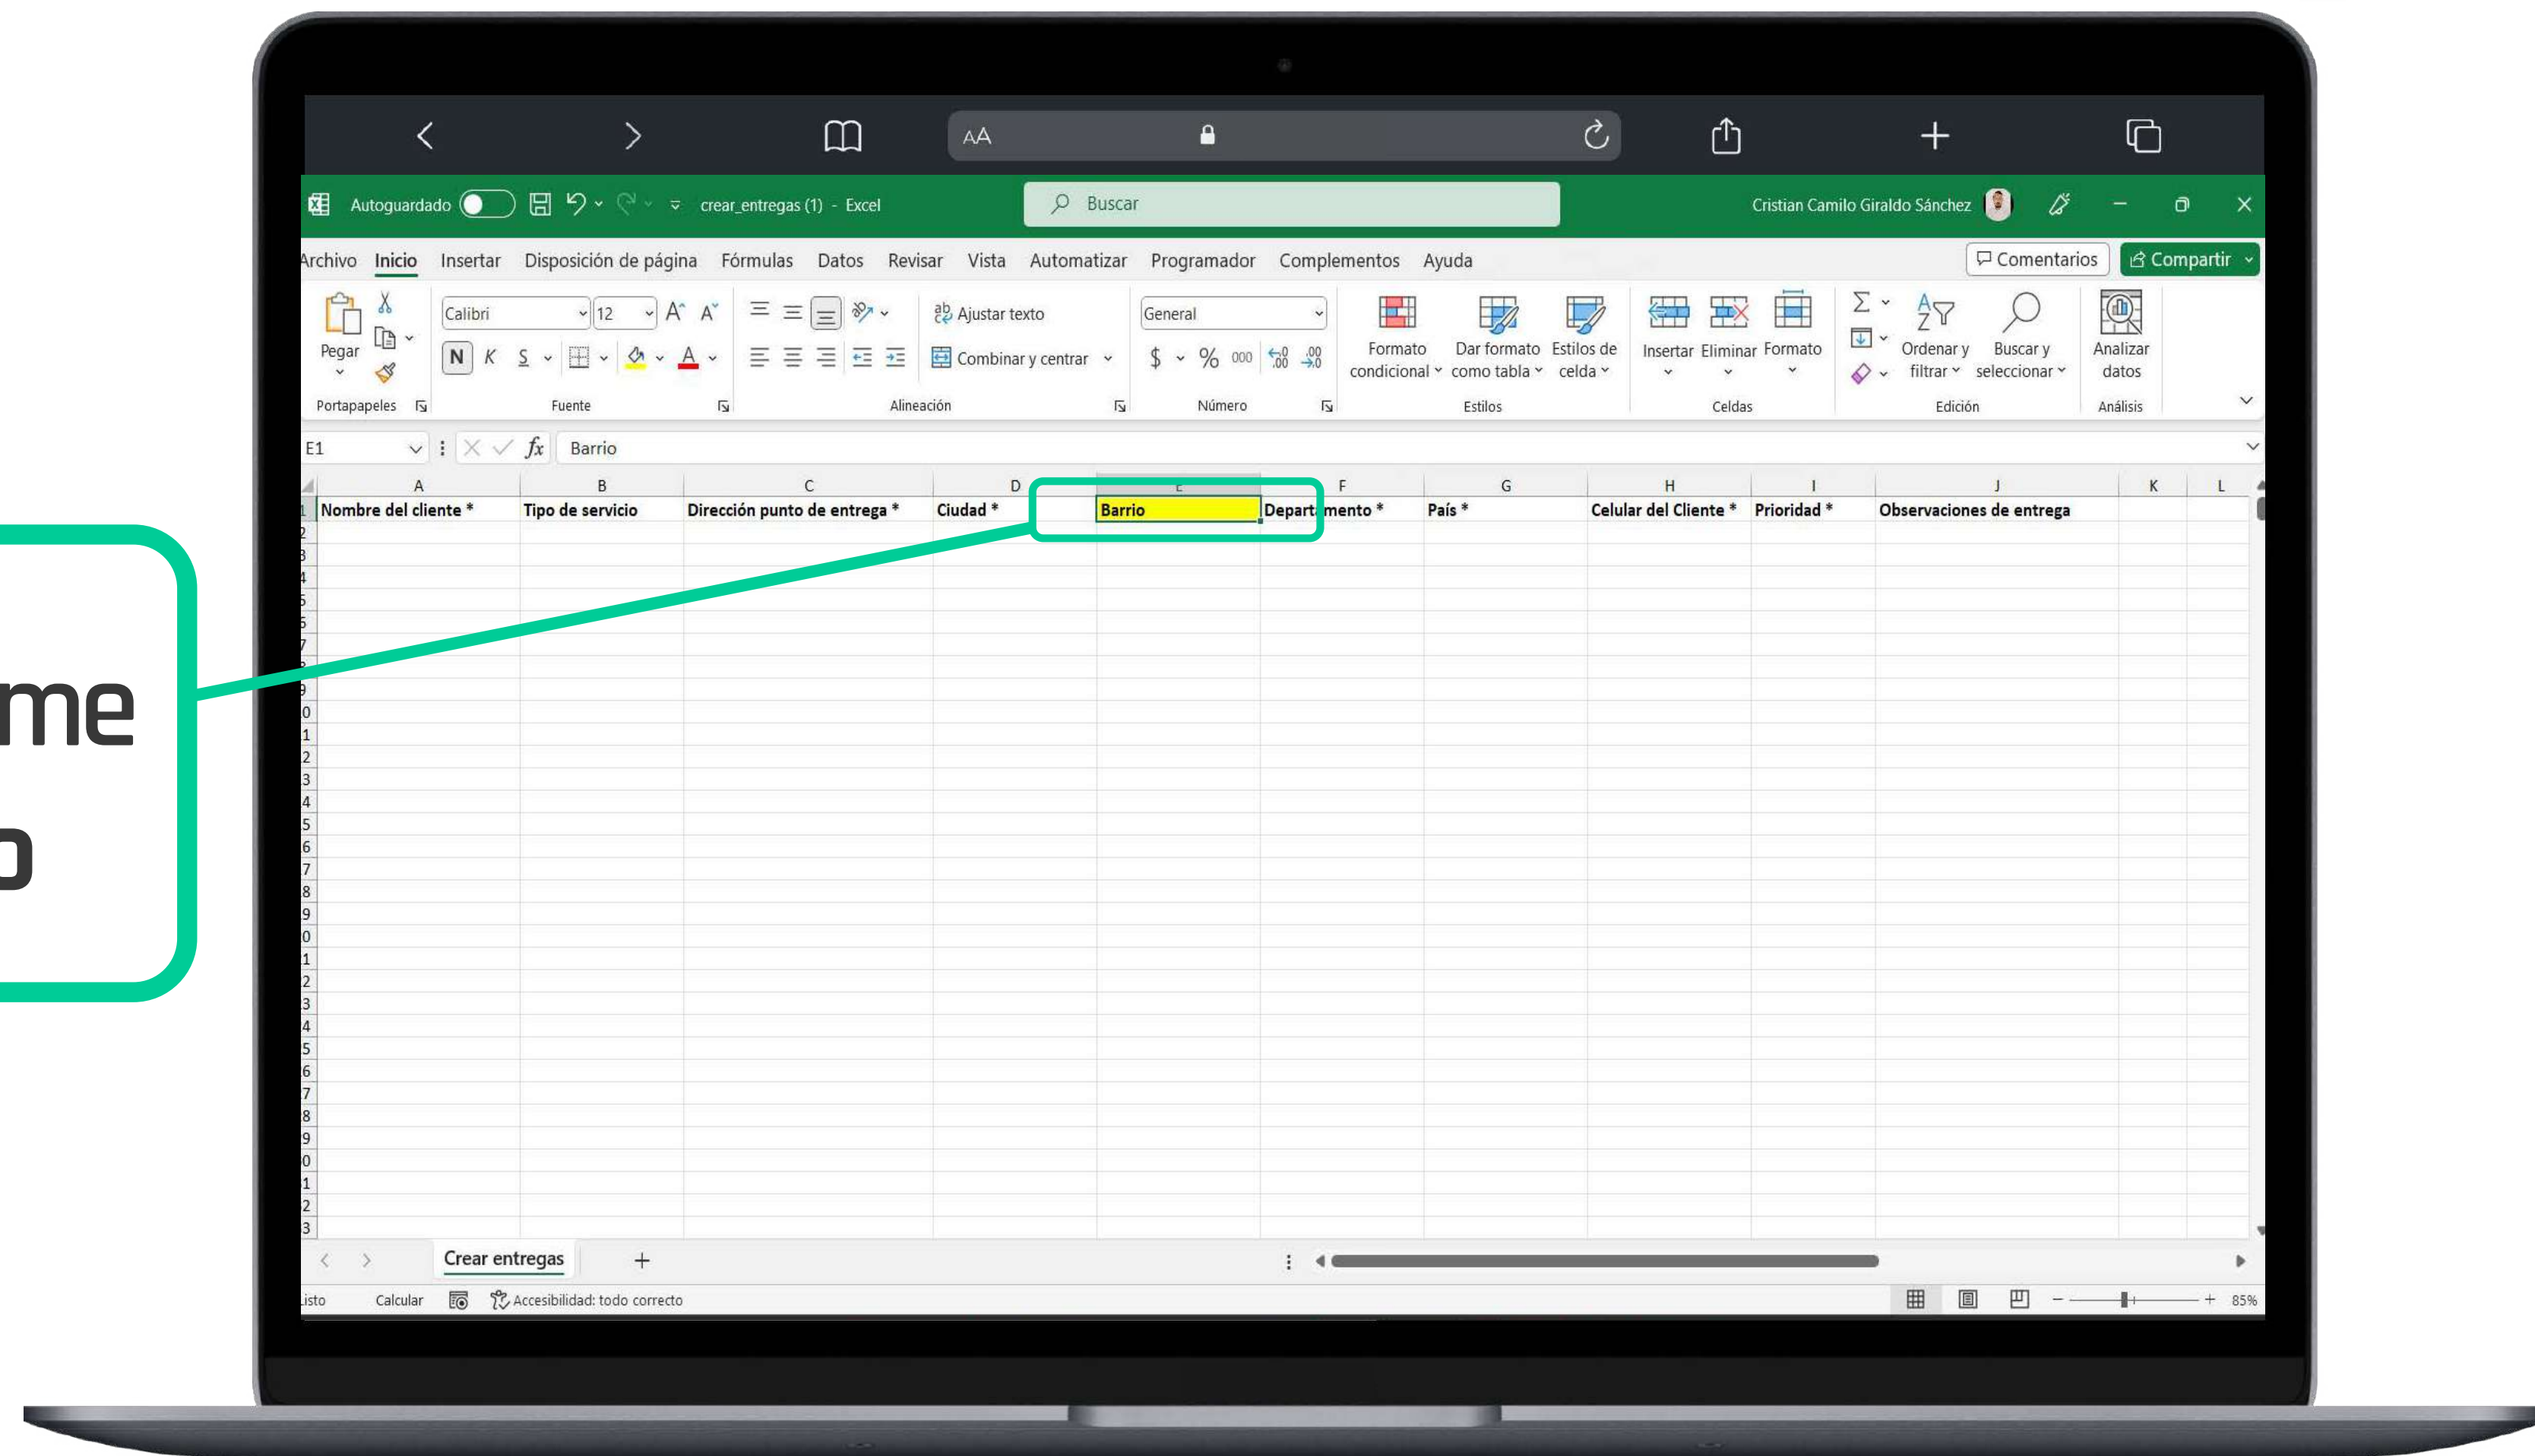 AA
Autoguardado crear_entregas (1) - Excel Buscar Cristian Camilo Giraldo Sánchez
Archivo Inicio Insertar Disposición de página Fórmulas Datos Revisar Vista Automatizar Programador Complementos Ayuda Comentarios Compartir
Pegar
Portapapeles
Calibri 12
N K S
Fuente
Ajustar texto
Combinar y centrar
Alineación
General
$ % 000
Número
Formato condicional
Dar formato como tabla
Estilos de celda
Estilos
Insertar Eliminar Formato
Celdas
Ordenar y filtrar
Buscar y seleccionar
Edición
Analizar datos
Análisis
E1 fx Barrio
A B C D E F G H I J K L
1 Nombre del cliente * Tipo de servicio Dirección punto de entrega * Ciudad * Barrio Departamento * País * Celular del Cliente * Prioridad * Observaciones de entrega
me
o
Crear entregas
Listo Calcular Accesibilidad: todo correcto 85%